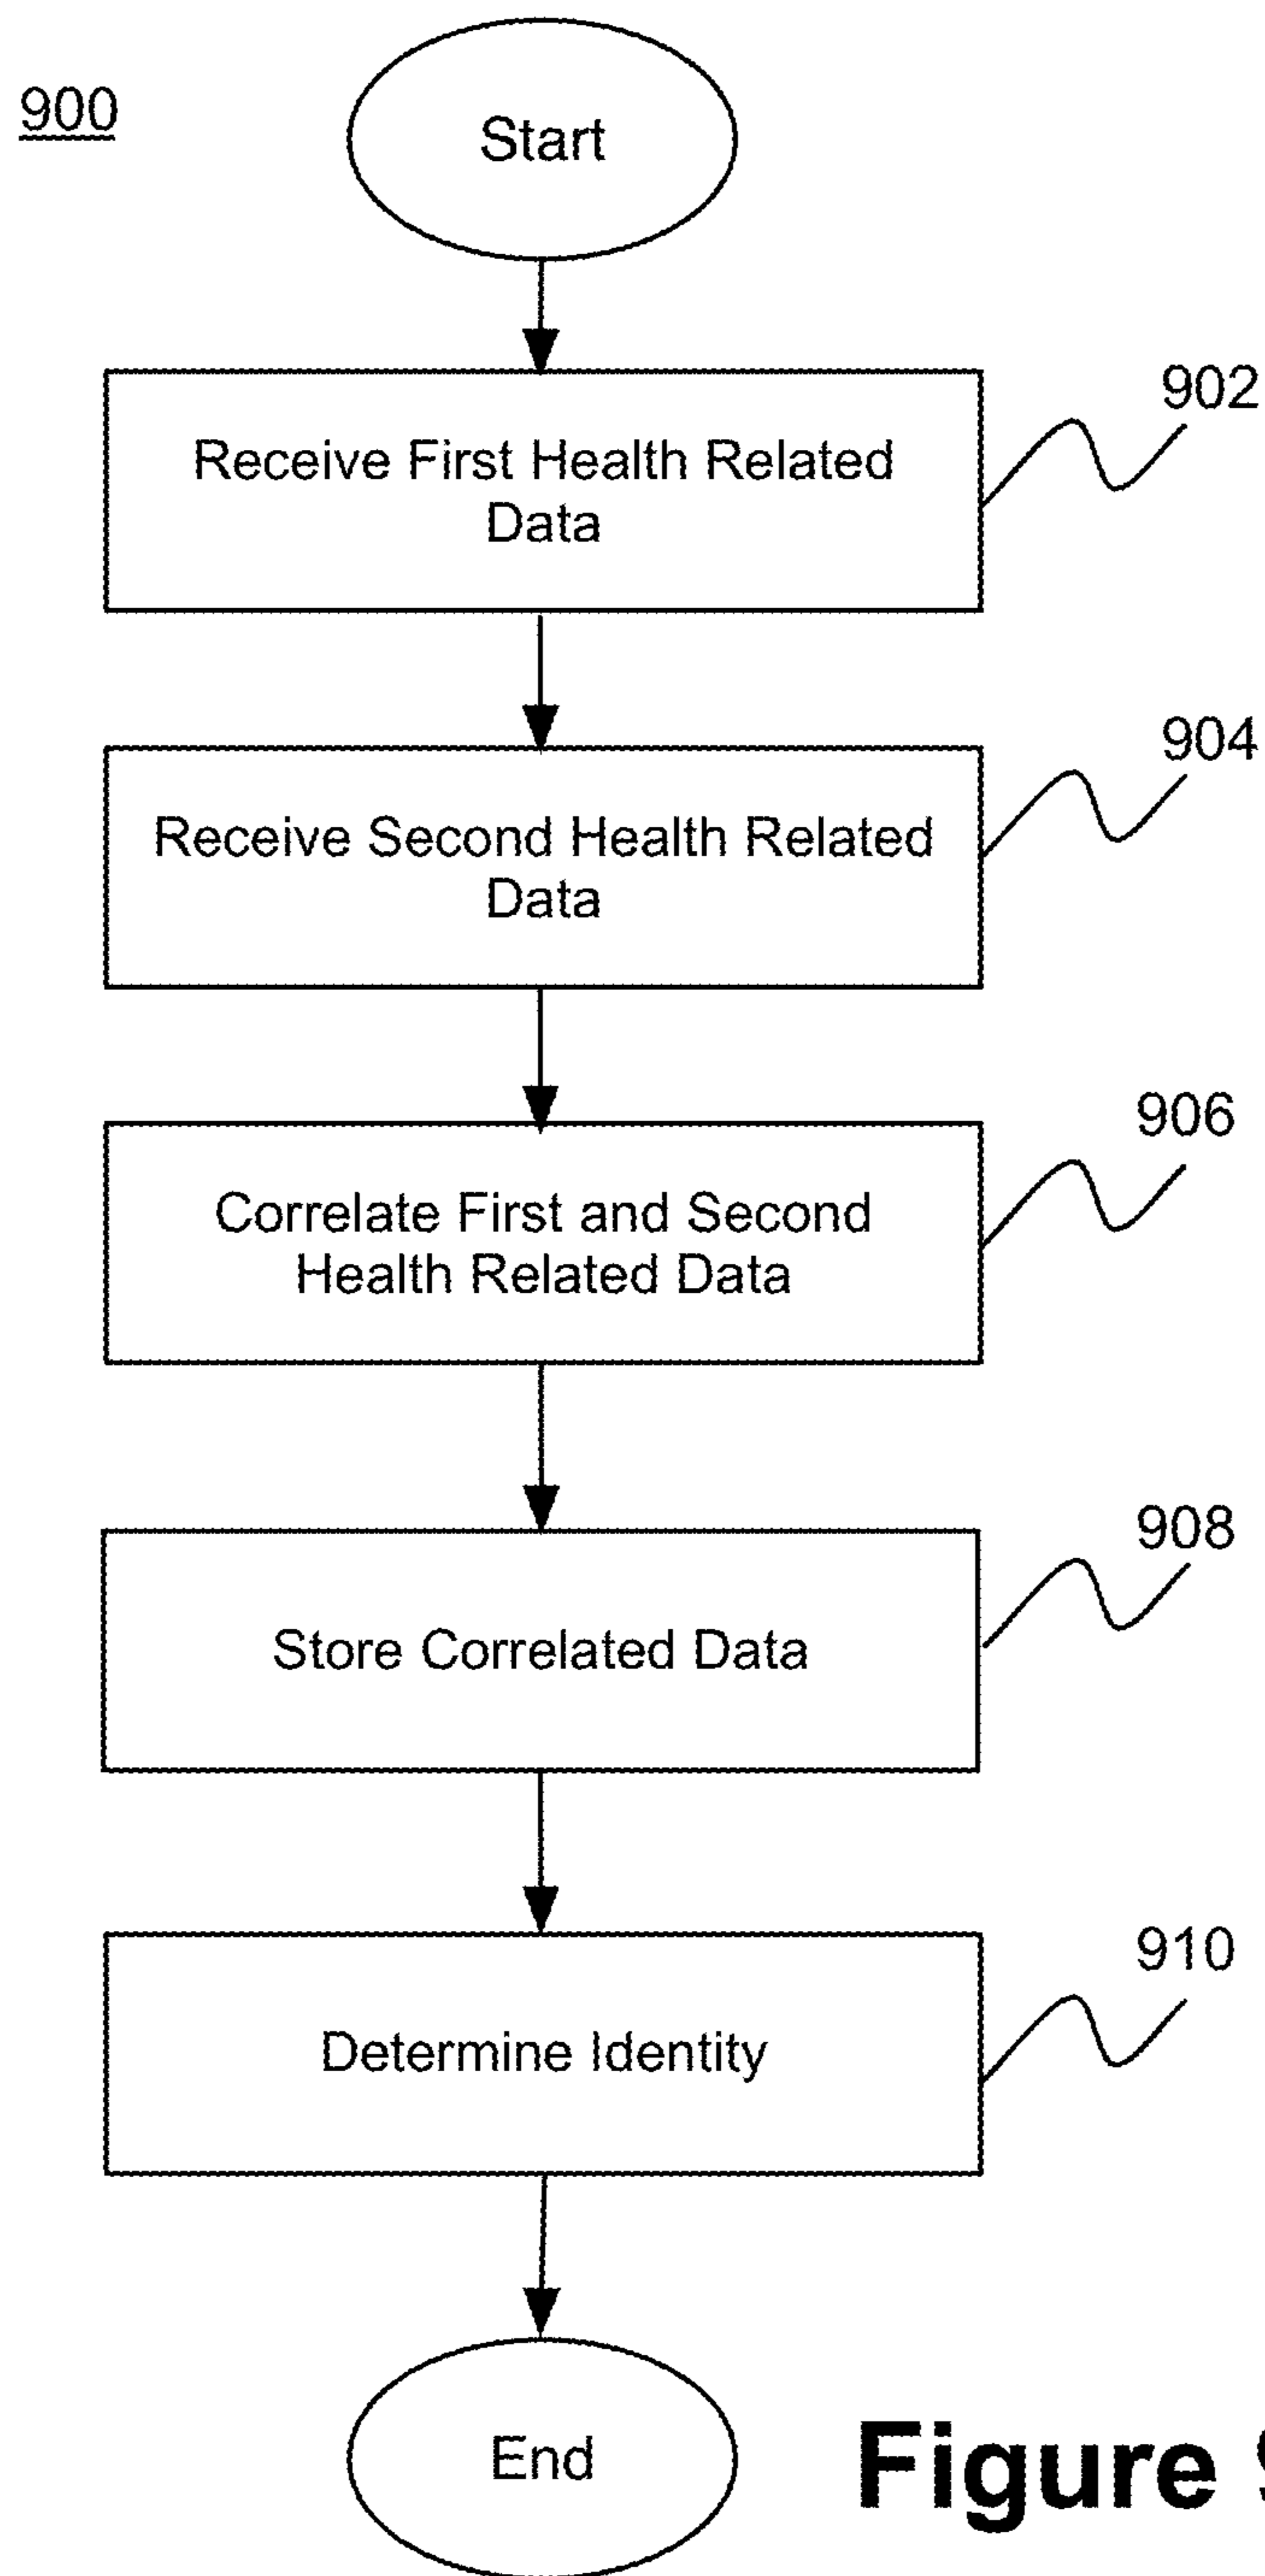 900
Start
902
Receive First Health Related
Data
904
Receive Second Health Related
Data
906
Correlate First and Second
Health Related Data
908
Store Correlated Data
910
Determine Identity
End
Figure 9